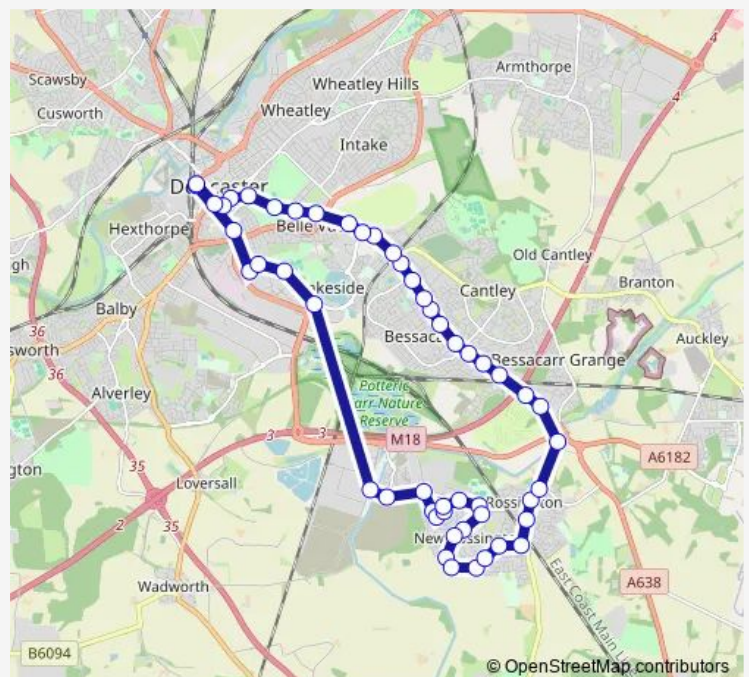 4
Armthorpe
Wheatley Hills
Scawsby
4
Wheatley
Cusworth
Intake
Hexthorpe
Old Cantley
Branton
Cantley
Balby
36
Auckley
36
Bessacarr Grange
Alverley
Potteric
Carr Nature
Reserve
3
3
M18
A6182
35
Loversall
Rossington
2
35
East Coast Main Line
A638
Wadworth
B6094
© OpenStreetMap contributors